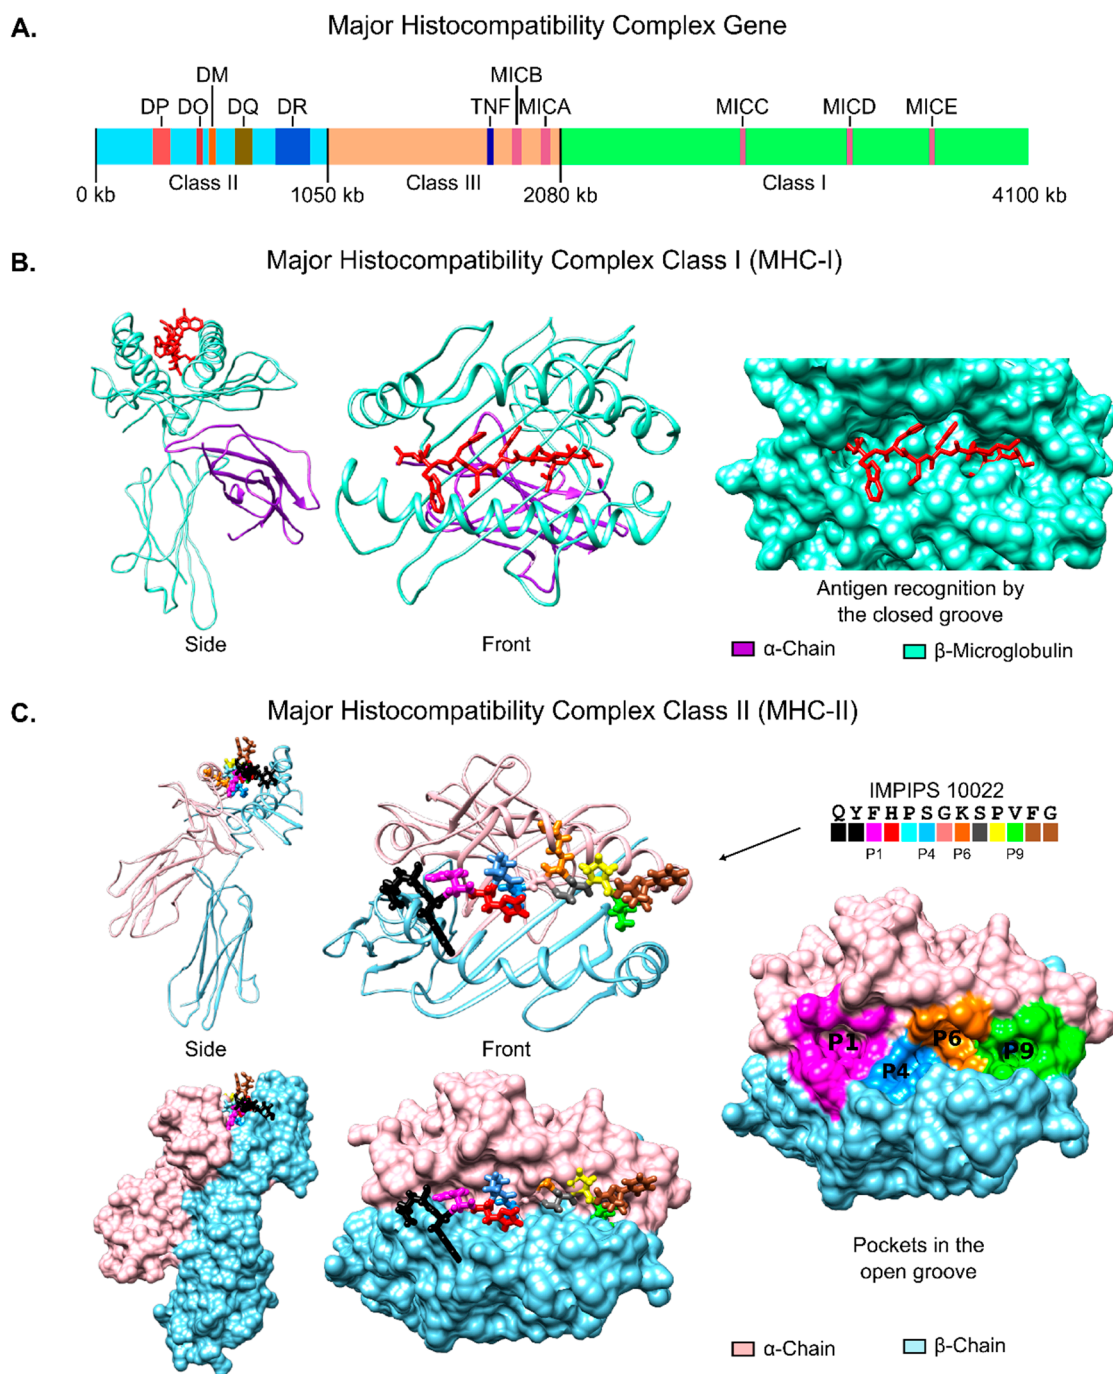 A.
Major Histocompatibility Complex Gene
DM
MICB
DP
DO
DQ
DR
TNF
MICA
MICC
MICD
MICE
Class II
Class III
Class I
0 kb
1050 kb
2080 kb
4100 kb
B.
Major Histocompatibility Complex Class I (MHC-I)
Side
Front
Antigen recognition by
the closed groove
α-Chain
β-Microglobulin
C.
Major Histocompatibility Complex Class II (MHC-II)
IMPIPS 10022
Q Y F H P S G K S P V F G
P1
P4
P6
P9
Side
Front
P1
P4
P6
P9
Pockets in the
open groove
α-Chain
β-Chain